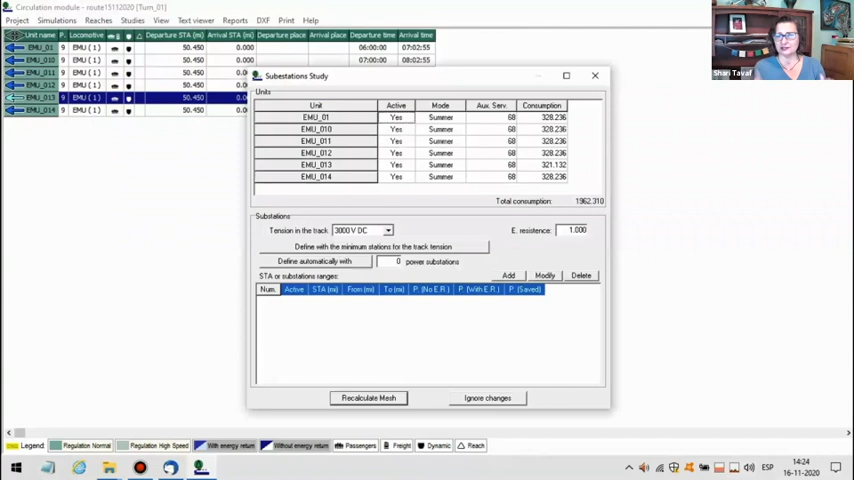 Circulation module - route15112020 [Turn_01]
Project Simulations Reaches Studies View Text viewer Reports DXF Print Help
Unit name P. Locomotive Departure STA (mi) Arrival STA (mi) Departure place Arrival place Departure time Arrival time
EMU_01 9 EMU ( 1 ) 50.450 0.000 06:00:00 07:02:55
EMU_010 9 EMU ( 1 ) 50.450 0.000 07:00:00 08:02:55
EMU_011 9 EMU ( 1 ) 50.450 0.00
EMU_012 9 EMU ( 1 ) 50.450 0.00
EMU_013 9 EMU ( 1 ) 50.450 0.00
EMU_014 9 EMU ( 1 ) 50.450 0.00
Shari Tavaf
Substations Study
Units
Unit Active Mode Aux. Serv. Consumption
EMU_01 Yes Summer 68 328.236
EMU_010 Yes Summer 68 328.236
EMU_011 Yes Summer 68 328.236
EMU_012 Yes Summer 68 328.236
EMU_013 Yes Summer 68 321.132
EMU_014 Yes Summer 68 328.236
Total consumption: 1962.310
Substations
Tension in the track: 3000 V DC E. resistence: 1.000
Define with the minimum stations for the track tension
Define automatically with 0 power substations
STA or substations ranges: Add Modify Delete
Num. Active STA (mi) From (mi) To (mi) P. (No E.R.) P. (With E.R.) P. (Saved)
Recalculate Mesh Ignore changes
Legend: Regulation Normal Regulation High Speed With energy return Without energy return Passengers Freight Dynamic Reach
ESP
14:24
16-11-2020